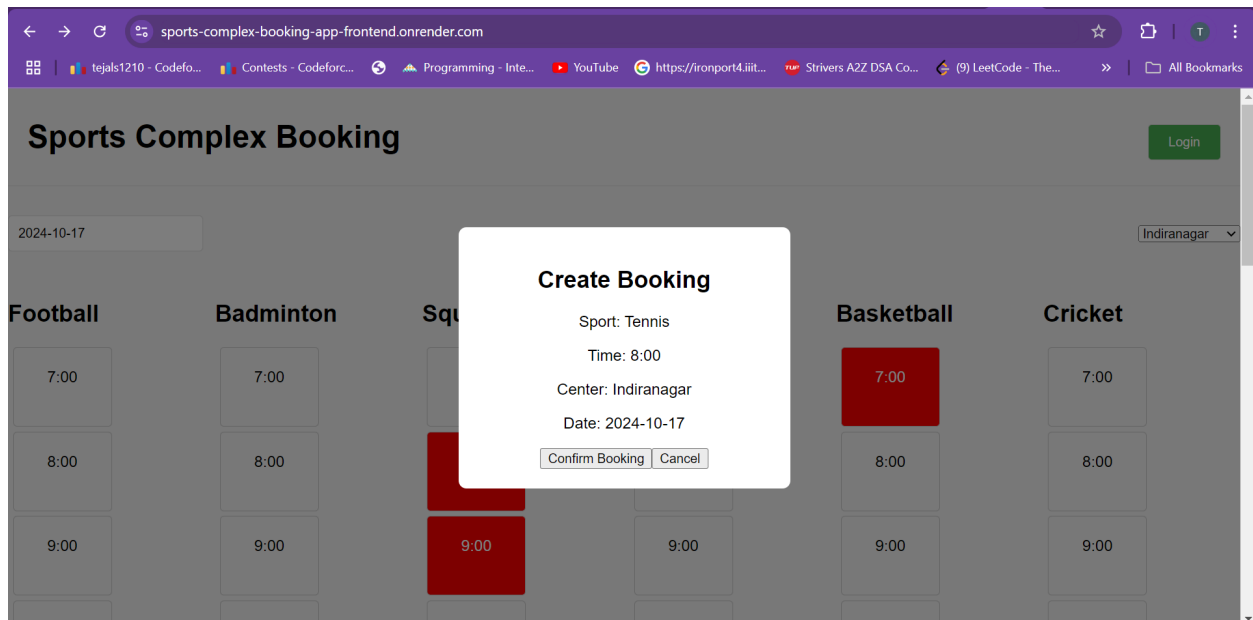 sports-complex-booking-app-frontend.onrender.com
T
tejals1210 - Codefo... Contests - Codeforc... Programming - Inte... YouTube https://ironport4.iiit... Strivers A2Z DSA Co... (9) LeetCode - The... » All Bookmarks
Sports Complex Booking
Login
2024-10-17
Indiranagar
Create Booking
Sport: Tennis
Time: 8:00
Center: Indiranagar
Date: 2024-10-17
Confirm Booking Cancel
Football Badminton Squ Basketball Cricket
7:00 7:00 7:00 7:00
8:00 8:00 8:00 8:00
9:00 9:00 9:00 9:00 9:00 9:00